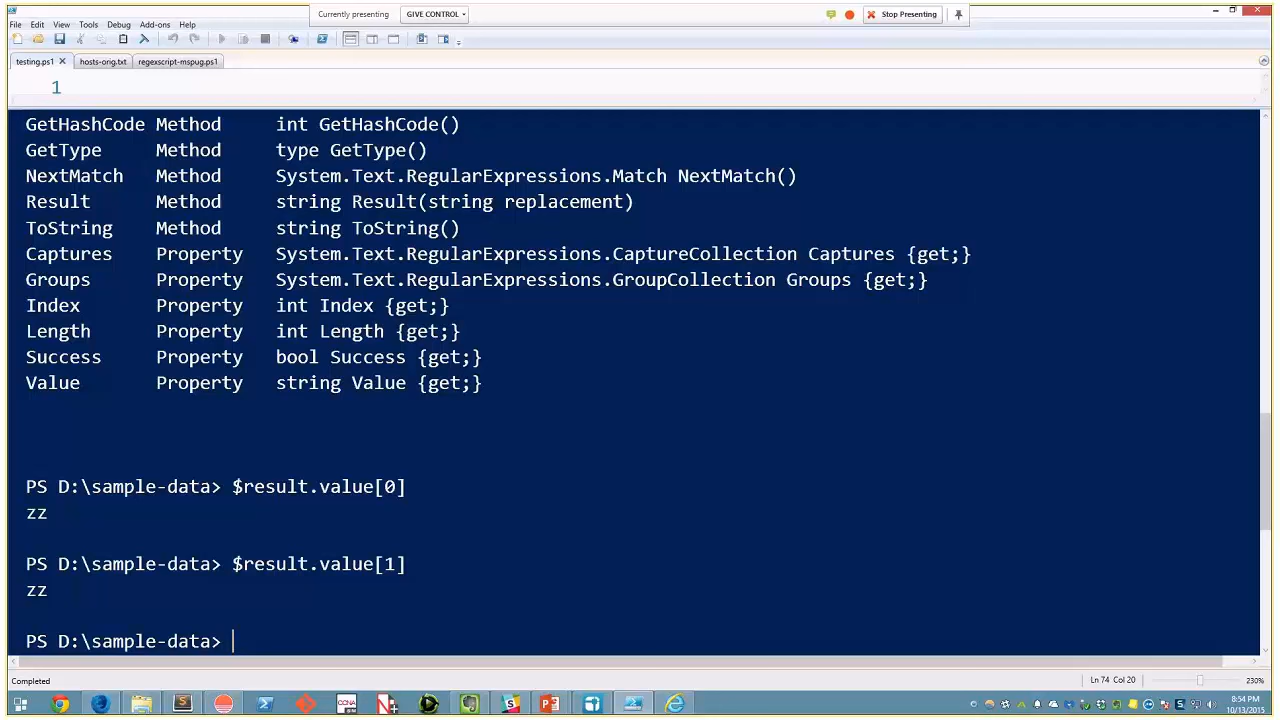 Currently presenting GIVE CONTROL Stop Presenting
File Edit View Tools Debug Add-ons Help
testing.ps1 hosts-orig.txt regexscript-mspug.ps1
1
GetHashCode Method int GetHashCode()
GetType Method type GetType()
NextMatch Method System.Text.RegularExpressions.Match NextMatch()
Result Method string Result(string replacement)
ToString Method string ToString()
Captures Property System.Text.RegularExpressions.CaptureCollection Captures {get;}
Groups Property System.Text.RegularExpressions.GroupCollection Groups {get;}
Index Property int Index {get;}
Length Property int Length {get;}
Success Property bool Success {get;}
Value Property string Value {get;}
PS D:\sample-data> $result.value[0]
zz
PS D:\sample-data> $result.value[1]
zz
PS D:\sample-data>
Completed Ln 74 Col 20 230%
CCNA
8:54 PM
10/13/2015